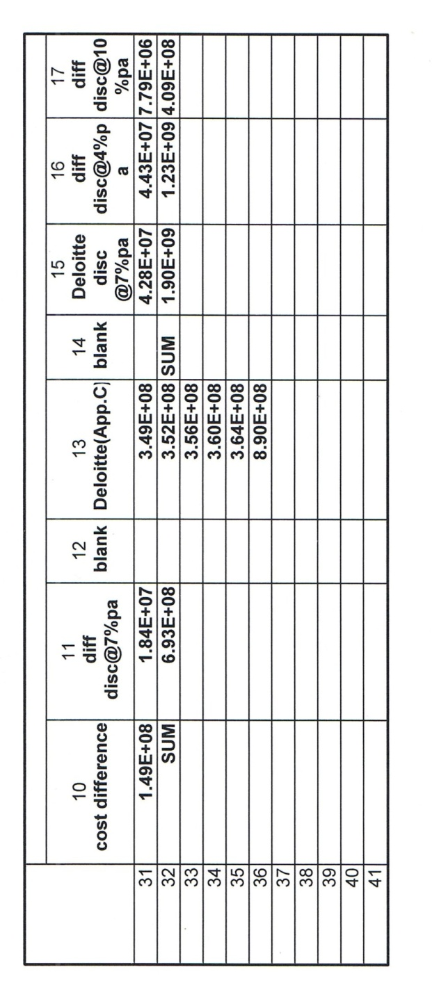 10 11 12 13 14 15 16 17
cost difference diff disc@7%pa blank Deloitte(App.C) blank Deloitte disc @7%pa diff disc@4%pa diff disc@10%pa
31 1.49E+08 1.84E+07 3.49E+08 4.28E+07 4.43E+07 7.79E+06
32 SUM 6.93E+08 3.52E+08 SUM 1.90E+09 1.23E+09 4.09E+08
33 3.56E+08
34 3.60E+08
35 3.64E+08
36 8.90E+08
37
38
39
40
41